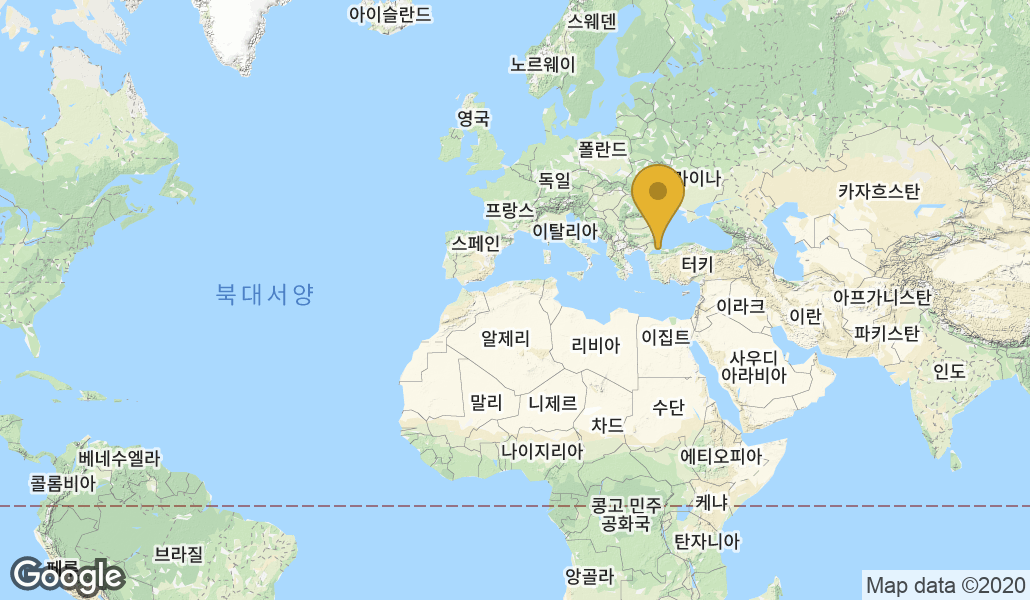 아이슬란드
스웨덴
노르웨이
영국
폴란드
독일
라이나
카자흐스탄
프랑스
이탈리아
스페인
터키
북대서양
이라크
아프가니스탄
이란
파키스탄
알제리
리비아
이집트
사우디
아라비아
인도
말리
니제르
수단
차드
나이지리아
에티오피아
베네수엘라
콜롬비아
콩고 민주
공화국
케냐
탄자니아
브라질
페루
앙골라
Google
Map data ©2020